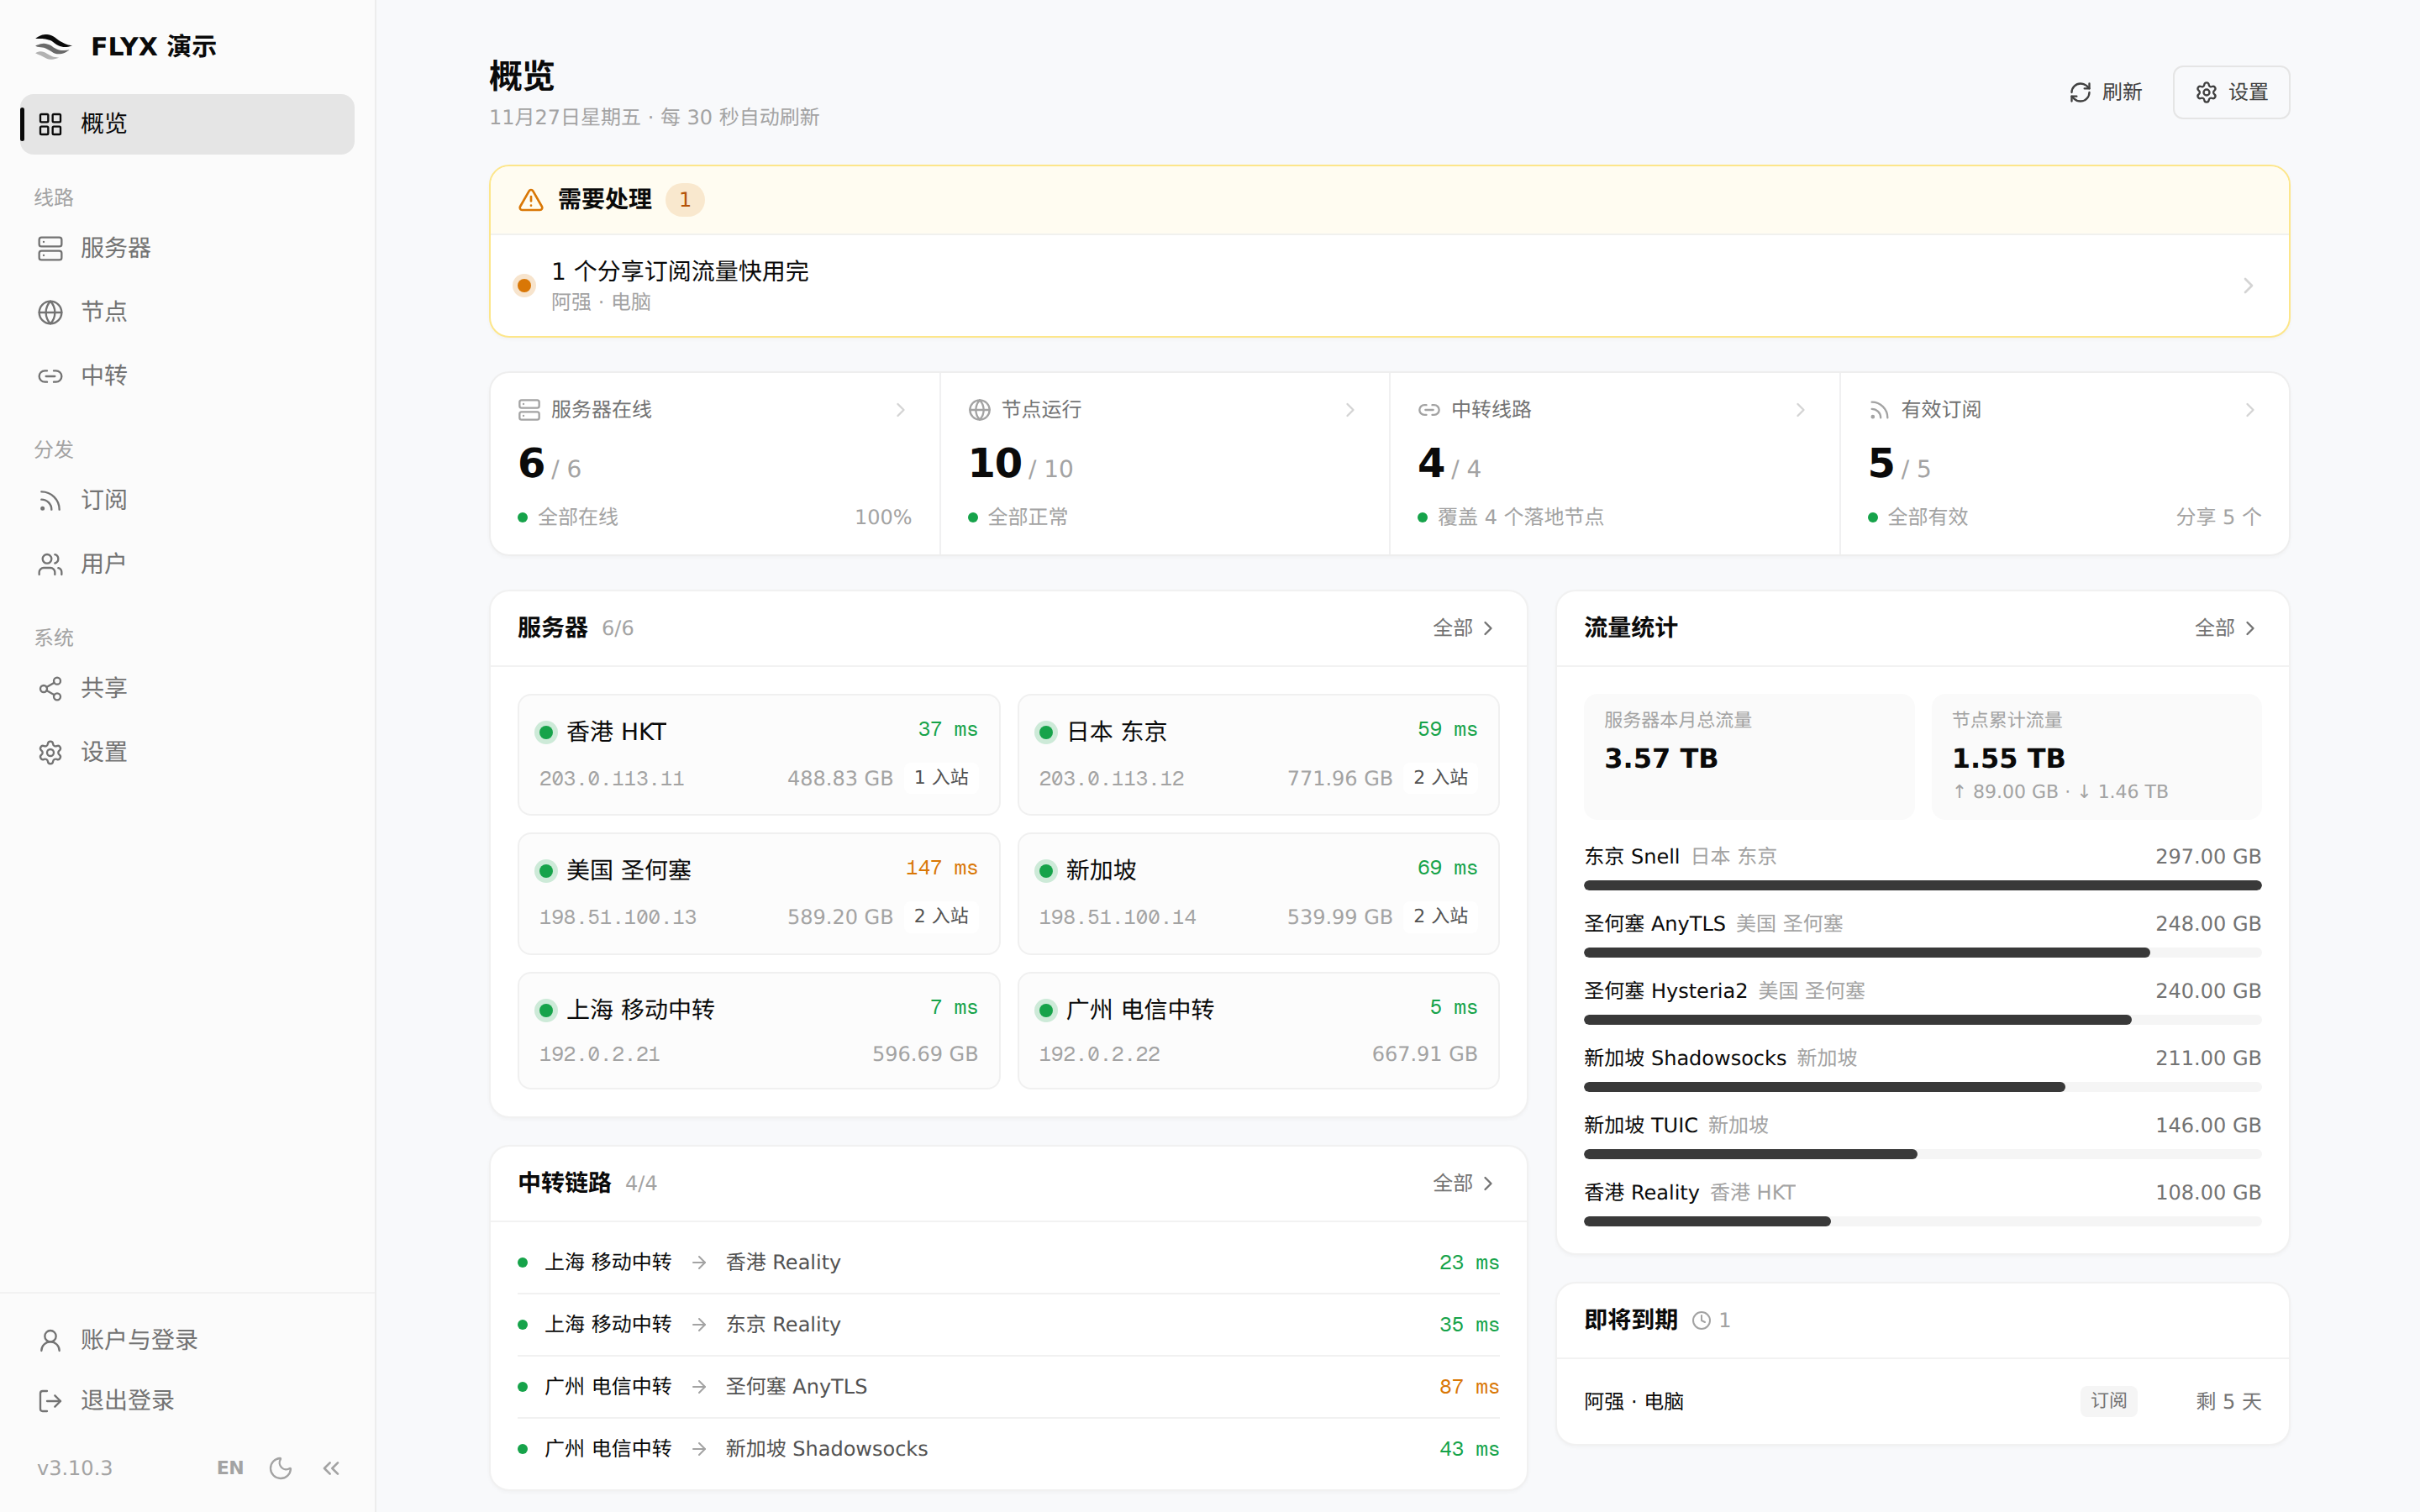 FLYX 演示
概览
线路
服务器
节点
中转
分发
订阅
用户
系统
共享
设置
账户与登录
退出登录
v3.10.3 EN
概览
11月27日星期五 · 每 30 秒自动刷新
刷新 设置
需要处理 1
1 个分享订阅流量快用完
阿强 · 电脑
服务器在线
6 / 6
全部在线 100%
节点运行
10 / 10
全部正常
中转线路
4 / 4
覆盖 4 个落地节点
有效订阅
5 / 5
全部有效 分享 5 个
服务器 6/6 全部
香港 HKT 37 ms
203.0.113.11 488.83 GB 1 入站
日本 东京 59 ms
203.0.113.12 771.96 GB 2 入站
美国 圣何塞 147 ms
198.51.100.13 589.20 GB 2 入站
新加坡 69 ms
198.51.100.14 539.99 GB 2 入站
上海 移动中转 7 ms
192.0.2.21 596.69 GB
广州 电信中转 5 ms
192.0.2.22 667.91 GB
中转链路 4/4 全部
上海 移动中转 → 香港 Reality 23 ms
上海 移动中转 → 东京 Reality 35 ms
广州 电信中转 → 圣何塞 AnyTLS 87 ms
广州 电信中转 → 新加坡 Shadowsocks 43 ms
流量统计 全部
服务器本月总流量
3.57 TB
节点累计流量
1.55 TB
↑ 89.00 GB · ↓ 1.46 TB
东京 Snell 日本 东京 297.00 GB
圣何塞 AnyTLS 美国 圣何塞 248.00 GB
圣何塞 Hysteria2 美国 圣何塞 240.00 GB
新加坡 Shadowsocks 新加坡 211.00 GB
新加坡 TUIC 新加坡 146.00 GB
香港 Reality 香港 HKT 108.00 GB
即将到期 1
阿强 · 电脑 订阅 剩 5 天